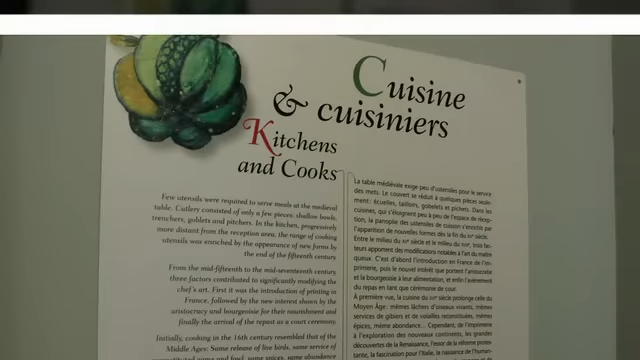 Cuisine
& cuisiniers
Kitchens
and Cooks
Few utensils were required to serve meals at the medieval
table. Cutlery consisted of only a few pieces: shallow bowls,
trenchers, goblets and pitchers. In the kitchen, progressively
more distant from the reception area, the range of cooking
utensils was enriched by the appearance of new forms by
the end of the fifteenth century
From the mid-fifteenth to the mid-seventeenth century
three factors contributed to significantly modifying the
chef's art. First it was the introduction of printing in
France, followed by the new interest shown by the
aristocracy and bourgeoisie for their nourishment and
finally the arrival of the repast as a court ceremony.
Initially, cooking in the 16th century resembled that of the
Middle Ages: Same release of live birds, same service of
game and fowl, same spices, same abundance
La table médiévale exige peu d'ustensiles pour le service
des mets. Le couvert se réduit à quelques pièces seule-
ment: écuelles, tailloirs, gobelets et pichets. Dans les
cuisines, qui s'éloignent peu à peu de l'espace de récep-
tion, la panoplie des ustensiles de cuisson s'enrichit par
l'apparition de nouvelles formes dès la fin du XVe siècle.
Entre le milieu du XVe et le milieu du XVIIe, trois fac-
teurs apportent des modifications notables à l'art du maître
queux. C'est d'abord l'introduction en France de l'im-
primerie, puis le nouvel intérêt que portent l'aristocratie
et la bourgeoisie à leur alimentation, et enfin l'avènement
du repas en tant que cérémonie de cour.
À première vue, la cuisine du XVIe siècle prolonge celle du
Moyen Âge: mêmes lâchers d'oiseaux vivants, mêmes
services de gibiers et de volailles reconstitués, mêmes
épices, même abondance... Cependant, de l'imprimerie
à l'exploration des nouveaux continents, les grandes
découvertes de la Renaissance, l'essor de la réforme protes-
tante, la fascination pour l'Italie, la naissance de l'human-